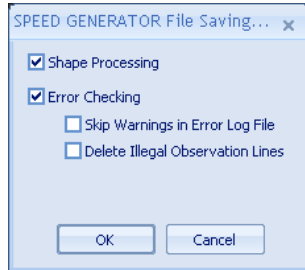 SPEED GENERATOR File Saving...
Shape Processing
Error Checking
Skip Warnings in Error Log File
Delete Illegal Observation Lines
OK Cancel